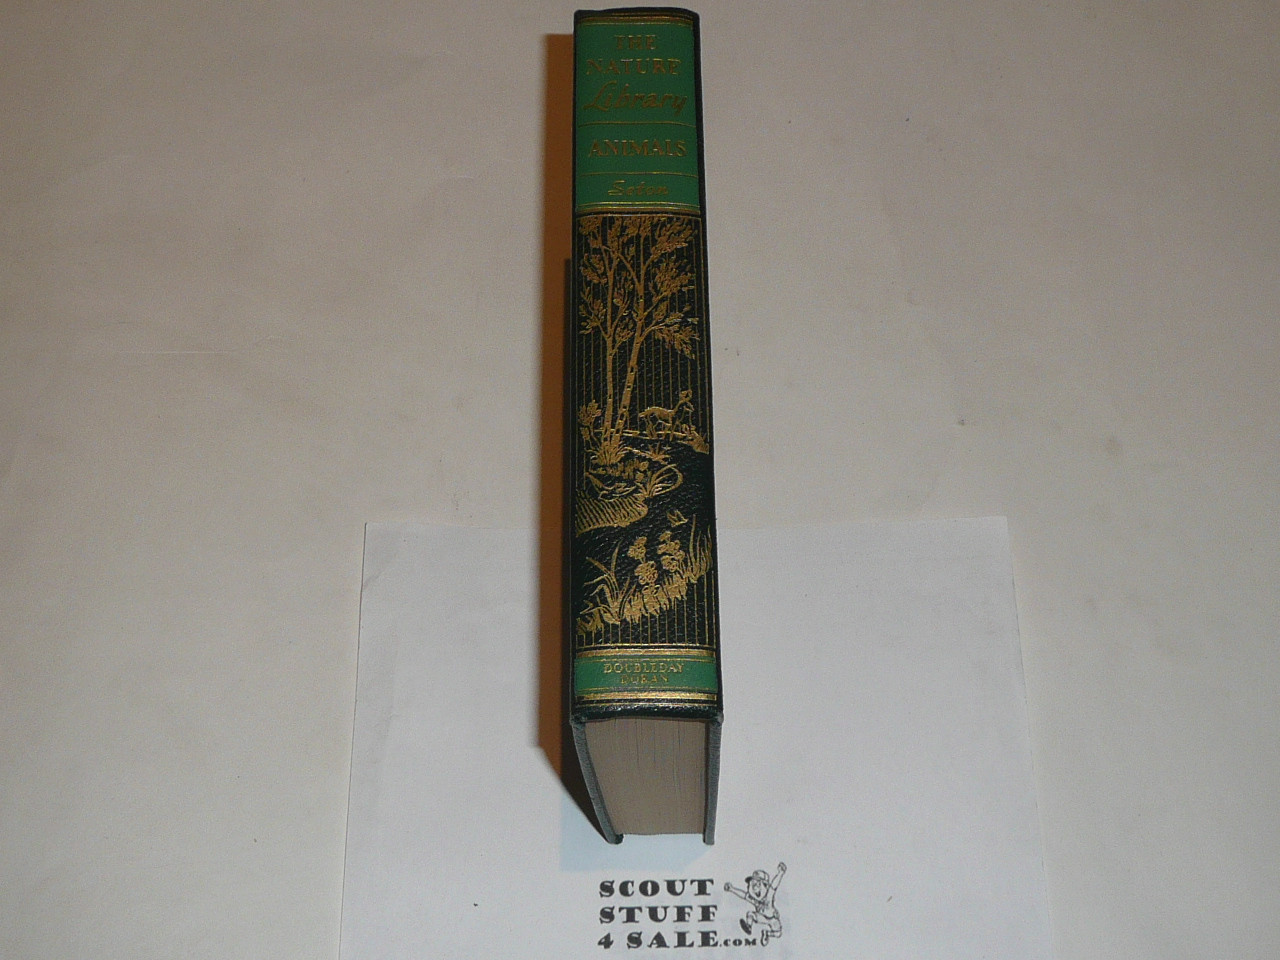 THE
NATURE
Library
ANIMALS
Seton
DOUBLEDAY
DORAN
SCOUT
STUFF
4 SALE.COM